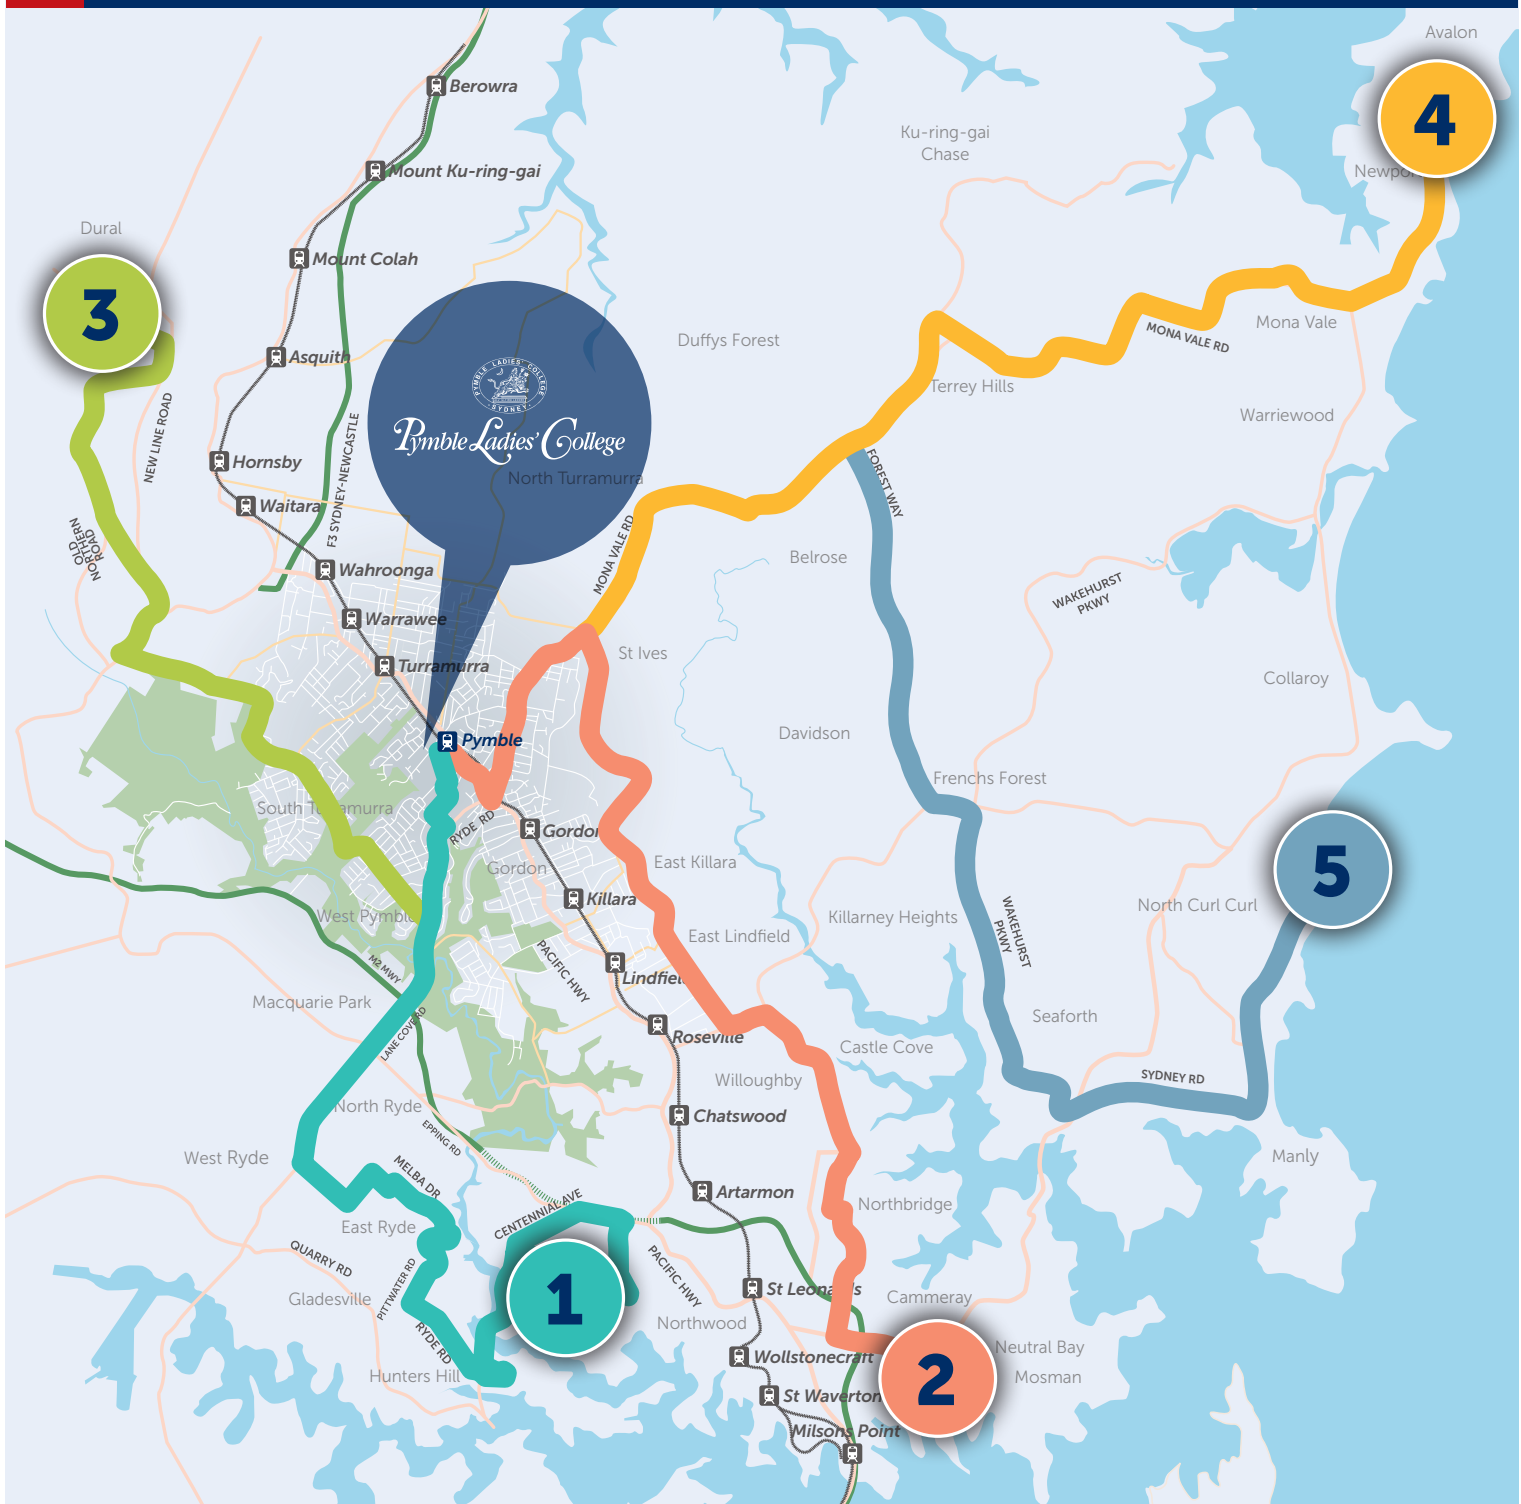 Avalon
4
Berowra
Ku-ring-gai
Chase
Mount Ku-ring-gai
Dural
Mount Colah
3
Mona Vale
MONA VALE RD
Duffys Forest
Asquith
PYMBLE LADIES' COLLEGE
· SYDNEY ·
Terrey Hills
Warriewood
NEW LINE ROAD
Pymble Ladies' College
Hornsby
F3 SYDNEY-NEWCASTLE
North Turramurra
FOREST WAY
Waitara
OLD
NORTHERN
ROAD
MONA VALE RD
Belrose
Wahroonga
WAKEHURST
PKWY
Warrawee
St Ives
Turramurra
Collaroy
Davidson
Pymble
Frenchs Forest
RYDE RD
Gordon
East Killara
Gordon
5
Killara
North Curl Curl
Killarney Heights
WAKEHURST
PKWY
East Lindfield
M2 MWY
PACIFIC HWY
Macquarie Park
LANE COVE RD
Seaforth
Roseville
Castle Cove
Willoughby
SYDNEY RD
North Ryde
Chatswood
EPPING RD
West Ryde
Manly
MELBA DR
Artarmon
Northbridge
CENTENNIAL AVE
East Ryde
QUARRY RD
PITTWATER RD
PACIFIC HWY
1
Gladesville
Cammeray
Northwood
RYDE RD
Neutral Bay
Wollstonecraft
Hunters Hill
2
Mosman
St Waverton
Milsons Point